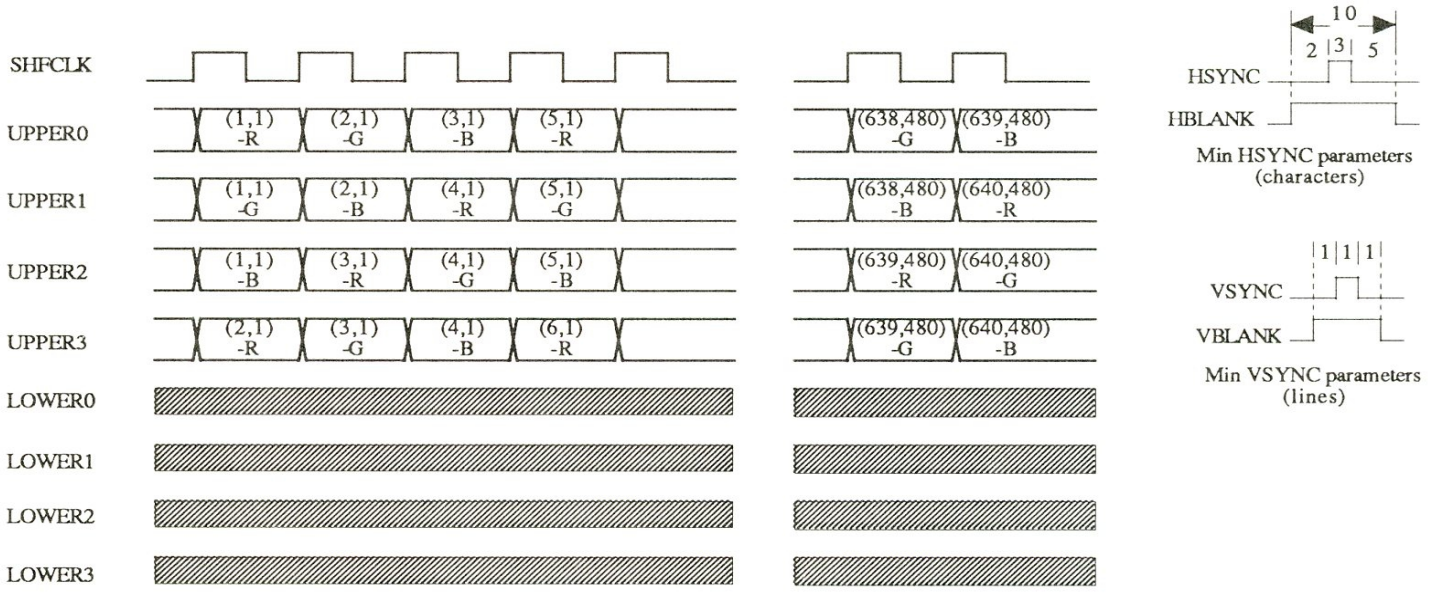 SHFCLK
UPPER0 (1,1) (2,1) (3,1) (5,1) (638,480) (639,480)
-R -G -B -R -G -B
UPPER1 (1,1) (2,1) (4,1) (5,1) (638,480) (640,480)
-G -B -R -G -B -R
UPPER2 (1,1) (3,1) (4,1) (5,1) (639,480) (640,480)
-B -R -G -B -R -G
UPPER3 (2,1) (3,1) (4,1) (6,1) (639,480) (640,480)
-R -G -B -R -G -B
LOWER0
LOWER1
LOWER2
LOWER3
10
2 3 5
HSYNC
HBLANK
Min HSYNC parameters
(characters)
1 1 1
VSYNC
VBLANK
Min VSYNC parameters
(lines)